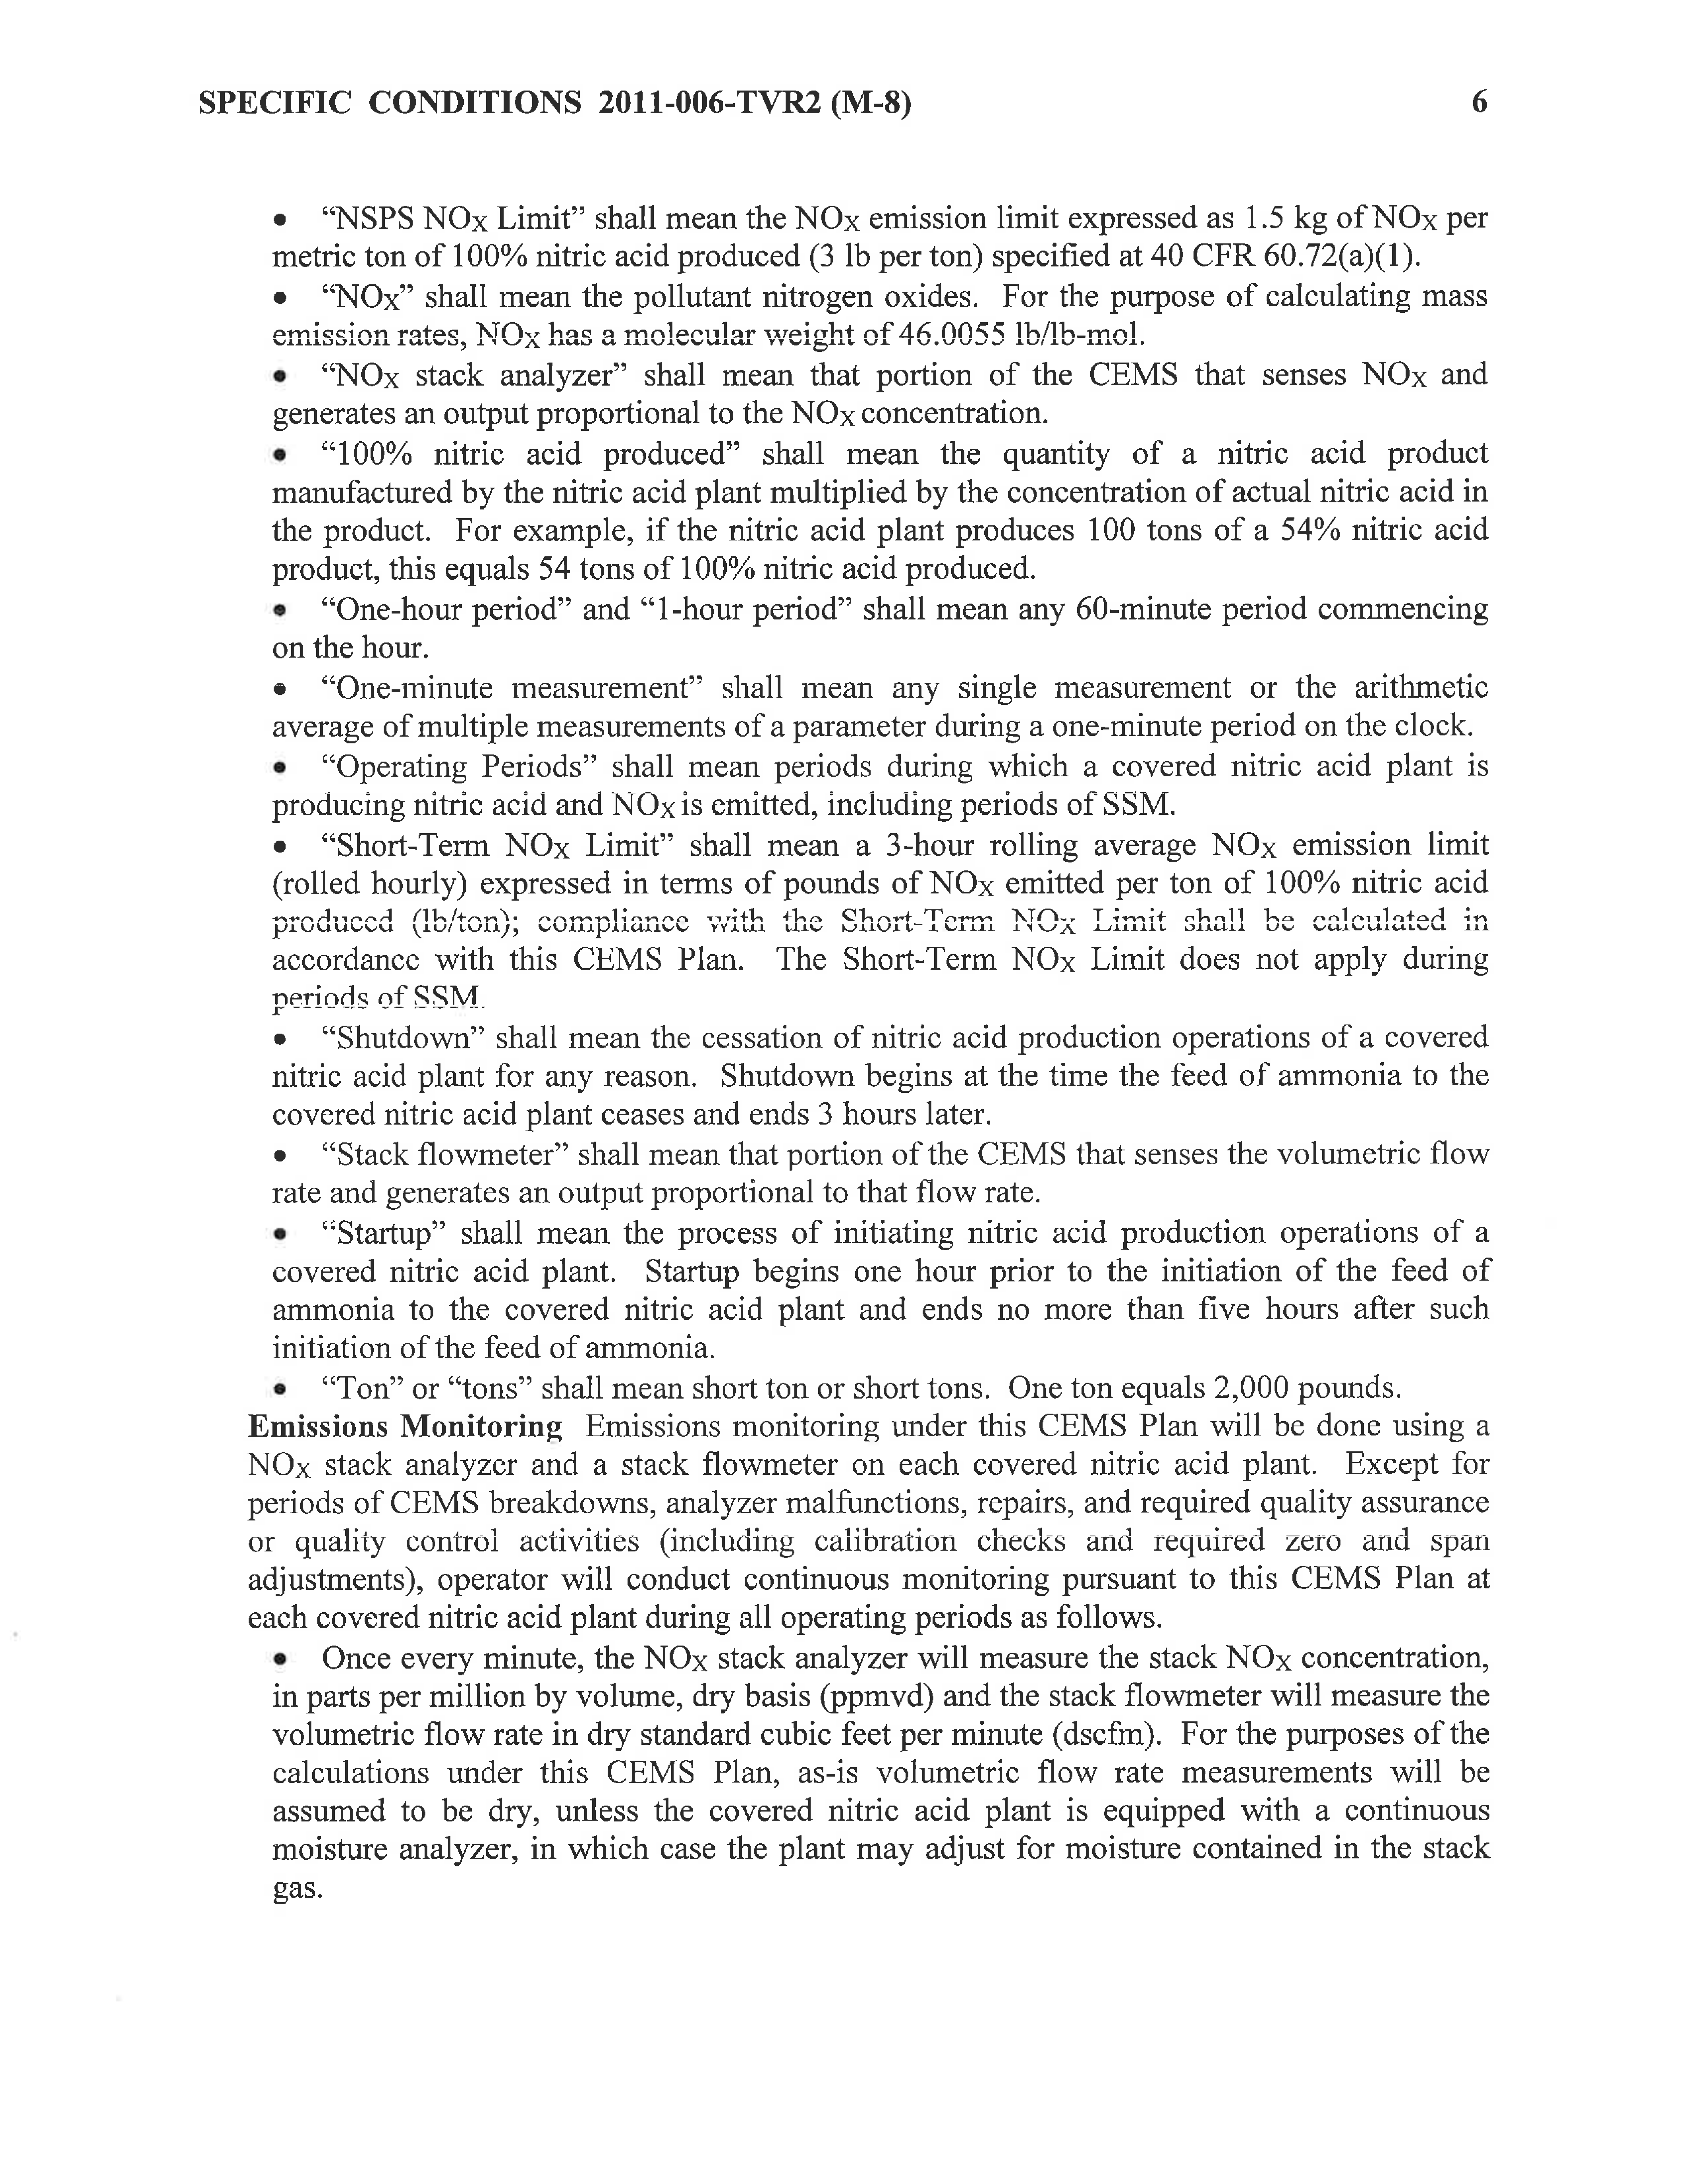 SPECIFIC CONDITIONS 2011-006-TVR2 (M-8) 6
• “NSPS NOx Limit” shall mean the NOx emission limit expressed as 1.5 kg of NOx per
metric ton of 100% nitric acid produced (3 lb per ton) specified at 40 CFR 60.72(a)(1).
• “NOx” shall mean the pollutant nitrogen oxides. For the purpose of calculating mass
emission rates, NOx has a molecular weight of 46.0055 lb/lb-mol.
• “NOx stack analyzer” shall mean that portion of the CEMS that senses NOx and
generates an output proportional to the NOx concentration.
• “100% nitric acid produced” shall mean the quantity of a nitric acid product
manufactured by the nitric acid plant multiplied by the concentration of actual nitric acid in
the product. For example, if the nitric acid plant produces 100 tons of a 54% nitric acid
product, this equals 54 tons of 100% nitric acid produced.
• “One-hour period” and “1-hour period” shall mean any 60-minute period commencing
on the hour.
• “One-minute measurement” shall mean any single measurement or the arithmetic
average of multiple measurements of a parameter during a one-minute period on the clock.
• “Operating Periods” shall mean periods during which a covered nitric acid plant is
producing nitric acid and NOx is emitted, including periods of SSM.
• “Short-Term NOx Limit” shall mean a 3-hour rolling average NOx emission limit
(rolled hourly) expressed in terms of pounds of NOx emitted per ton of 100% nitric acid
produced (lb/ton); compliance with the Short-Term NOx Limit shall be calculated in
accordance with this CEMS Plan. The Short-Term NOx Limit does not apply during
periods of SSM.
• “Shutdown” shall mean the cessation of nitric acid production operations of a covered
nitric acid plant for any reason. Shutdown begins at the time the feed of ammonia to the
covered nitric acid plant ceases and ends 3 hours later.
• “Stack flowmeter” shall mean that portion of the CEMS that senses the volumetric flow
rate and generates an output proportional to that flow rate.
• “Startup” shall mean the process of initiating nitric acid production operations of a
covered nitric acid plant. Startup begins one hour prior to the initiation of the feed of
ammonia to the covered nitric acid plant and ends no more than five hours after such
initiation of the feed of ammonia.
• “Ton” or “tons” shall mean short ton or short tons. One ton equals 2,000 pounds.
Emissions Monitoring Emissions monitoring under this CEMS Plan will be done using a
NOx stack analyzer and a stack flowmeter on each covered nitric acid plant. Except for
periods of CEMS breakdowns, analyzer malfunctions, repairs, and required quality assurance
or quality control activities (including calibration checks and required zero and span
adjustments), operator will conduct continuous monitoring pursuant to this CEMS Plan at
each covered nitric acid plant during all operating periods as follows.
• Once every minute, the NOx stack analyzer will measure the stack NOx concentration,
in parts per million by volume, dry basis (ppmvd) and the stack flowmeter will measure the
volumetric flow rate in dry standard cubic feet per minute (dscfm). For the purposes of the
calculations under this CEMS Plan, as-is volumetric flow rate measurements will be
assumed to be dry, unless the covered nitric acid plant is equipped with a continuous
moisture analyzer, in which case the plant may adjust for moisture contained in the stack
gas.